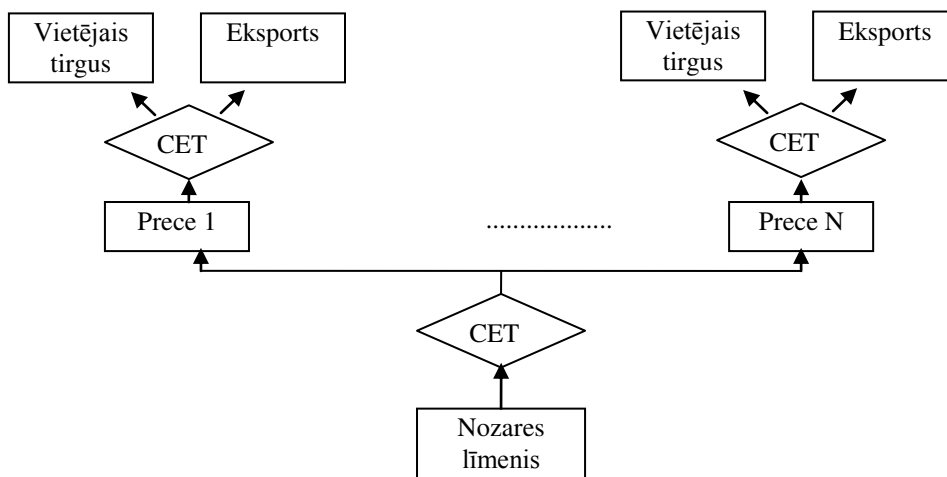 Vietējais
tirgus
Eksports
Vietējais
tirgus
Eksports
CET
CET
Prece 1
...................
Prece N
CET
Nozares
līmenis